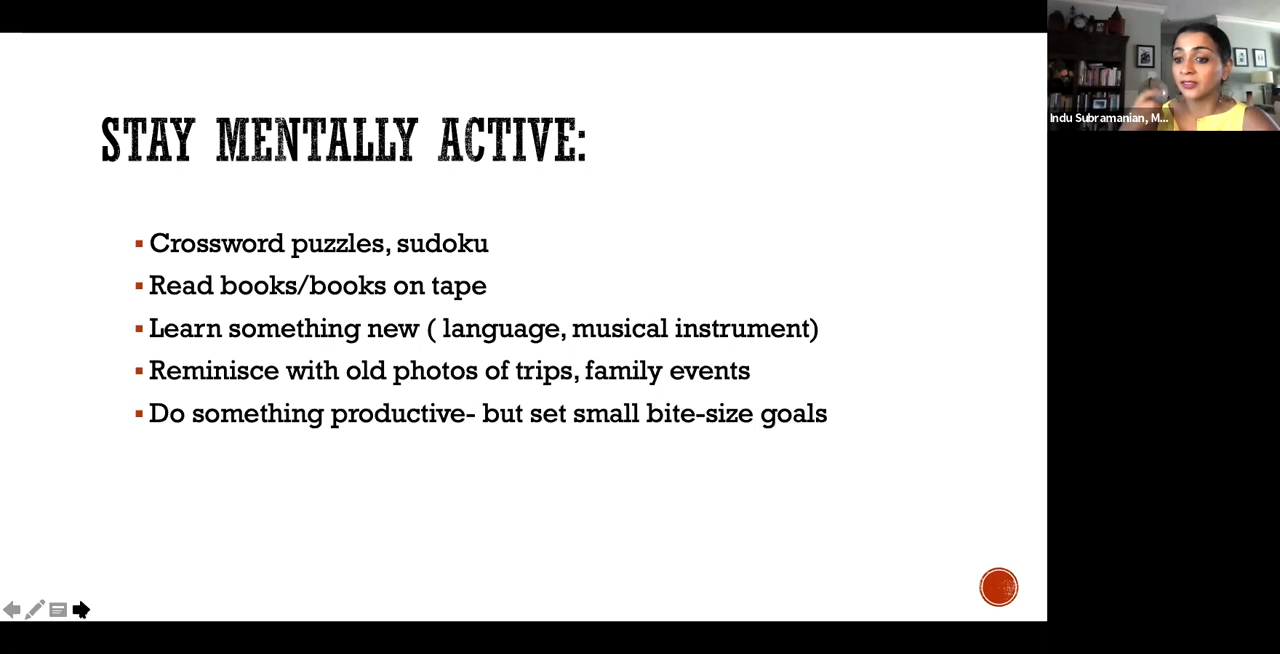 STAY MENTALLY ACTIVE:
Crossword puzzles, sudoku
Read books/books on tape
Learn something new ( language, musical instrument)
Reminisce with old photos of trips, family events
Do something productive- but set small bite-size goals
Indu Subramanian, M...